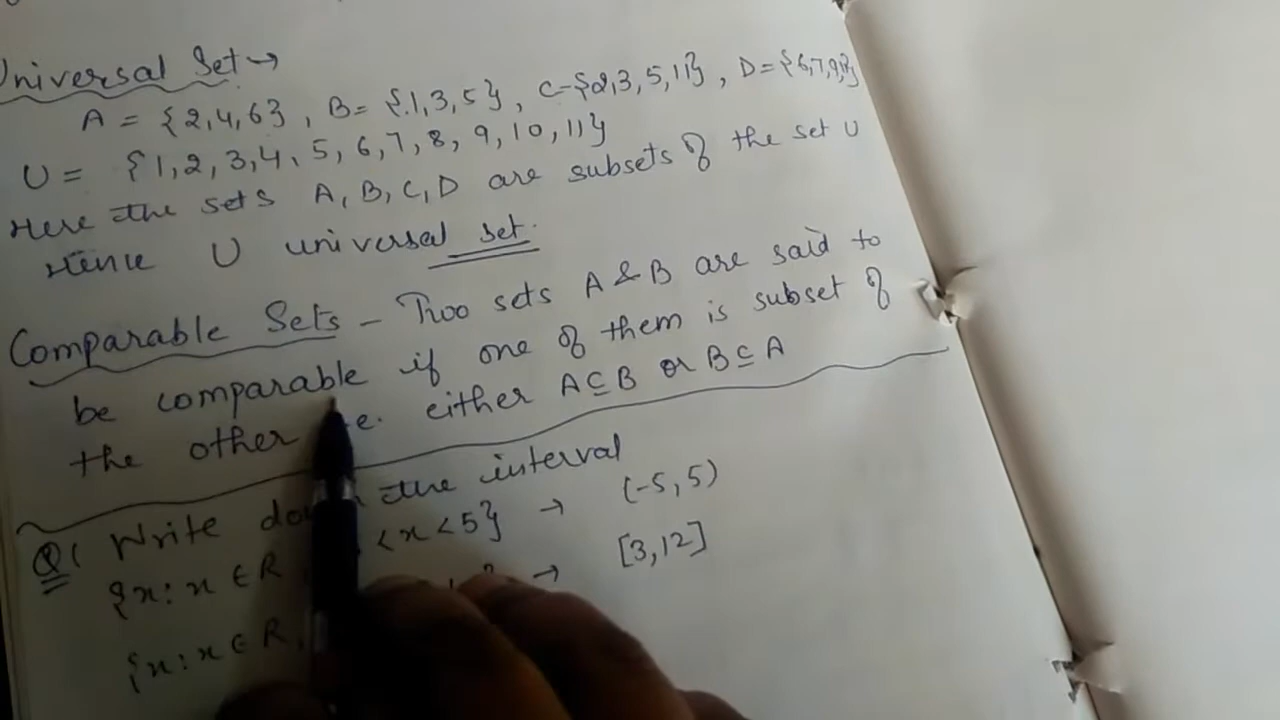 Universal Set →
A = {2,4,6} , B = {1,3,5} , C={2,3,5,11} , D={6,7,9,11}
U = {1,2,3,4,5,6,7,8,9,10,11}
Here the sets A,B,C,D are subsets of the set U
Hence U universal set.
Comparable Sets – Two sets A & B are said to
be comparable if one of them is subset of
the other e. either A⊆B or B⊆A
Q1 Write the interval
{x: x ∈ R <x<5} → (-5,5)
{x: x ∈ R, → [3,12]